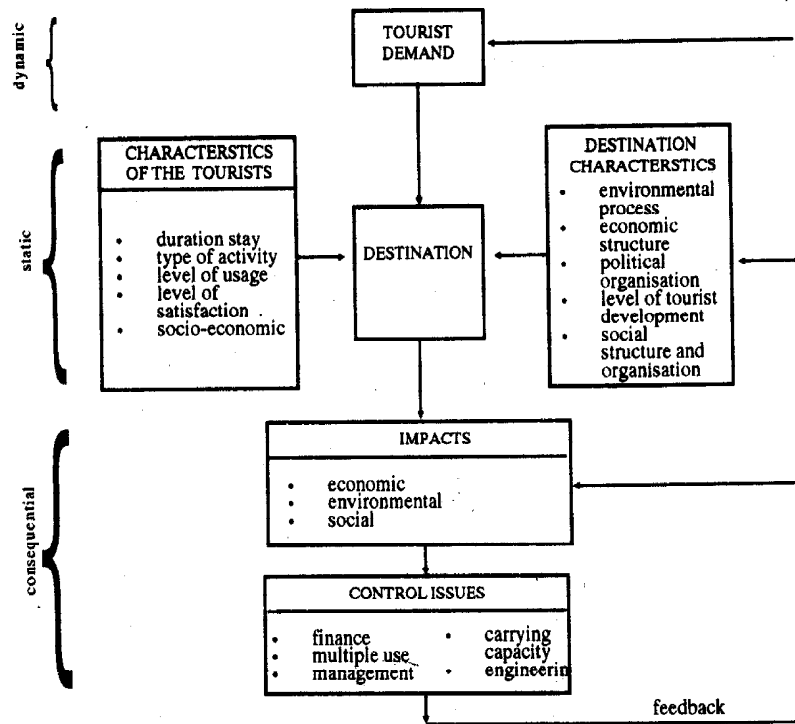 dynamic
TOURIST
DEMAND
static
CHARACTERSTICS
OF THE TOURISTS
• duration stay
• type of activity
• level of usage
• level of
satisfaction
• socio-economic
DESTINATION
DESTINATION
CHARACTERSTICS
• environmental
process
• economic
structure
• political
organisation
• level of tourist
development
• social
structure and
organisation
consequential
IMPACTS
• economic
• environmental
• social
CONTROL ISSUES
• finance
• multiple use
• management
• carrying
capacity
• engineerin
feedback